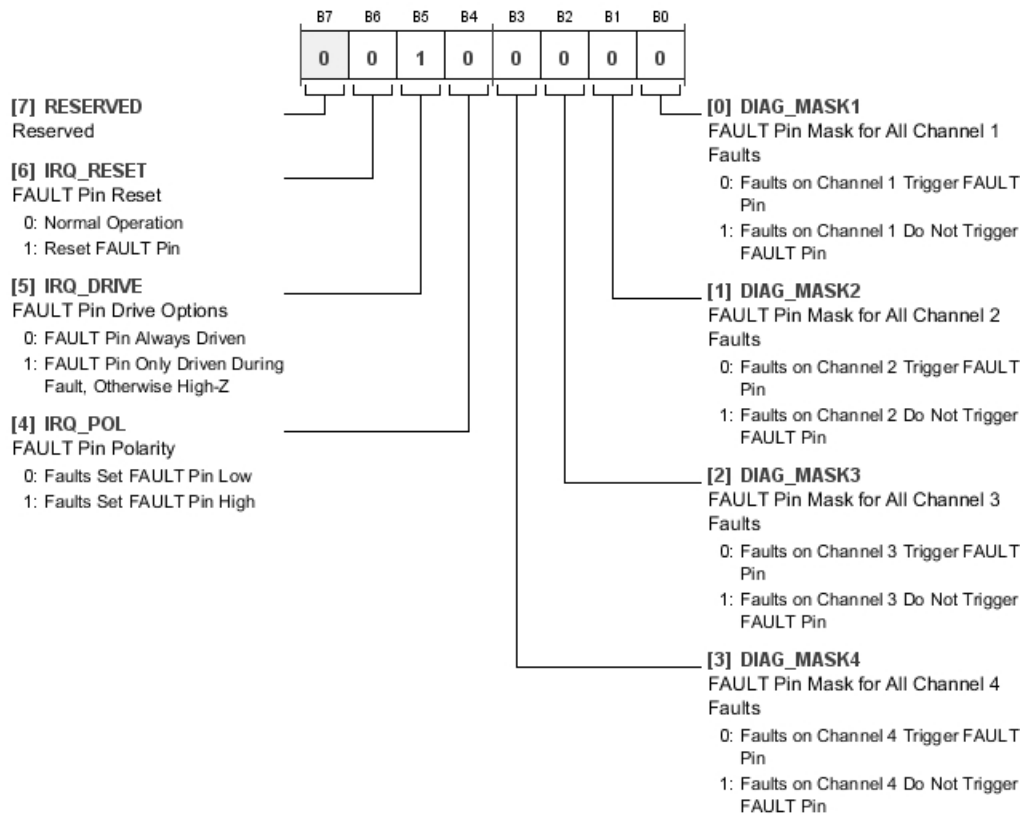 B7 B6 B5 B4 B3 B2 B1 B0
0 0 1 0 0 0 0 0
[7] RESERVED
Reserved
[6] IRQ_RESET
FAULT Pin Reset
0: Normal Operation
1: Reset FAULT Pin
[5] IRQ_DRIVE
FAULT Pin Drive Options
0: FAULT Pin Always Driven
1: FAULT Pin Only Driven During
Fault, Otherwise High-Z
[4] IRQ_POL
FAULT Pin Polarity
0: Faults Set FAULT Pin Low
1: Faults Set FAULT Pin High
[0] DIAG_MASK1
FAULT Pin Mask for All Channel 1
Faults
0: Faults on Channel 1 Trigger FAULT
Pin
1: Faults on Channel 1 Do Not Trigger
FAULT Pin
[1] DIAG_MASK2
FAULT Pin Mask for All Channel 2
Faults
0: Faults on Channel 2 Trigger FAULT
Pin
1: Faults on Channel 2 Do Not Trigger
FAULT Pin
[2] DIAG_MASK3
FAULT Pin Mask for All Channel 3
Faults
0: Faults on Channel 3 Trigger FAULT
Pin
1: Faults on Channel 3 Do Not Trigger
FAULT Pin
[3] DIAG_MASK4
FAULT Pin Mask for All Channel 4
Faults
0: Faults on Channel 4 Trigger FAULT
Pin
1: Faults on Channel 4 Do Not Trigger
FAULT Pin